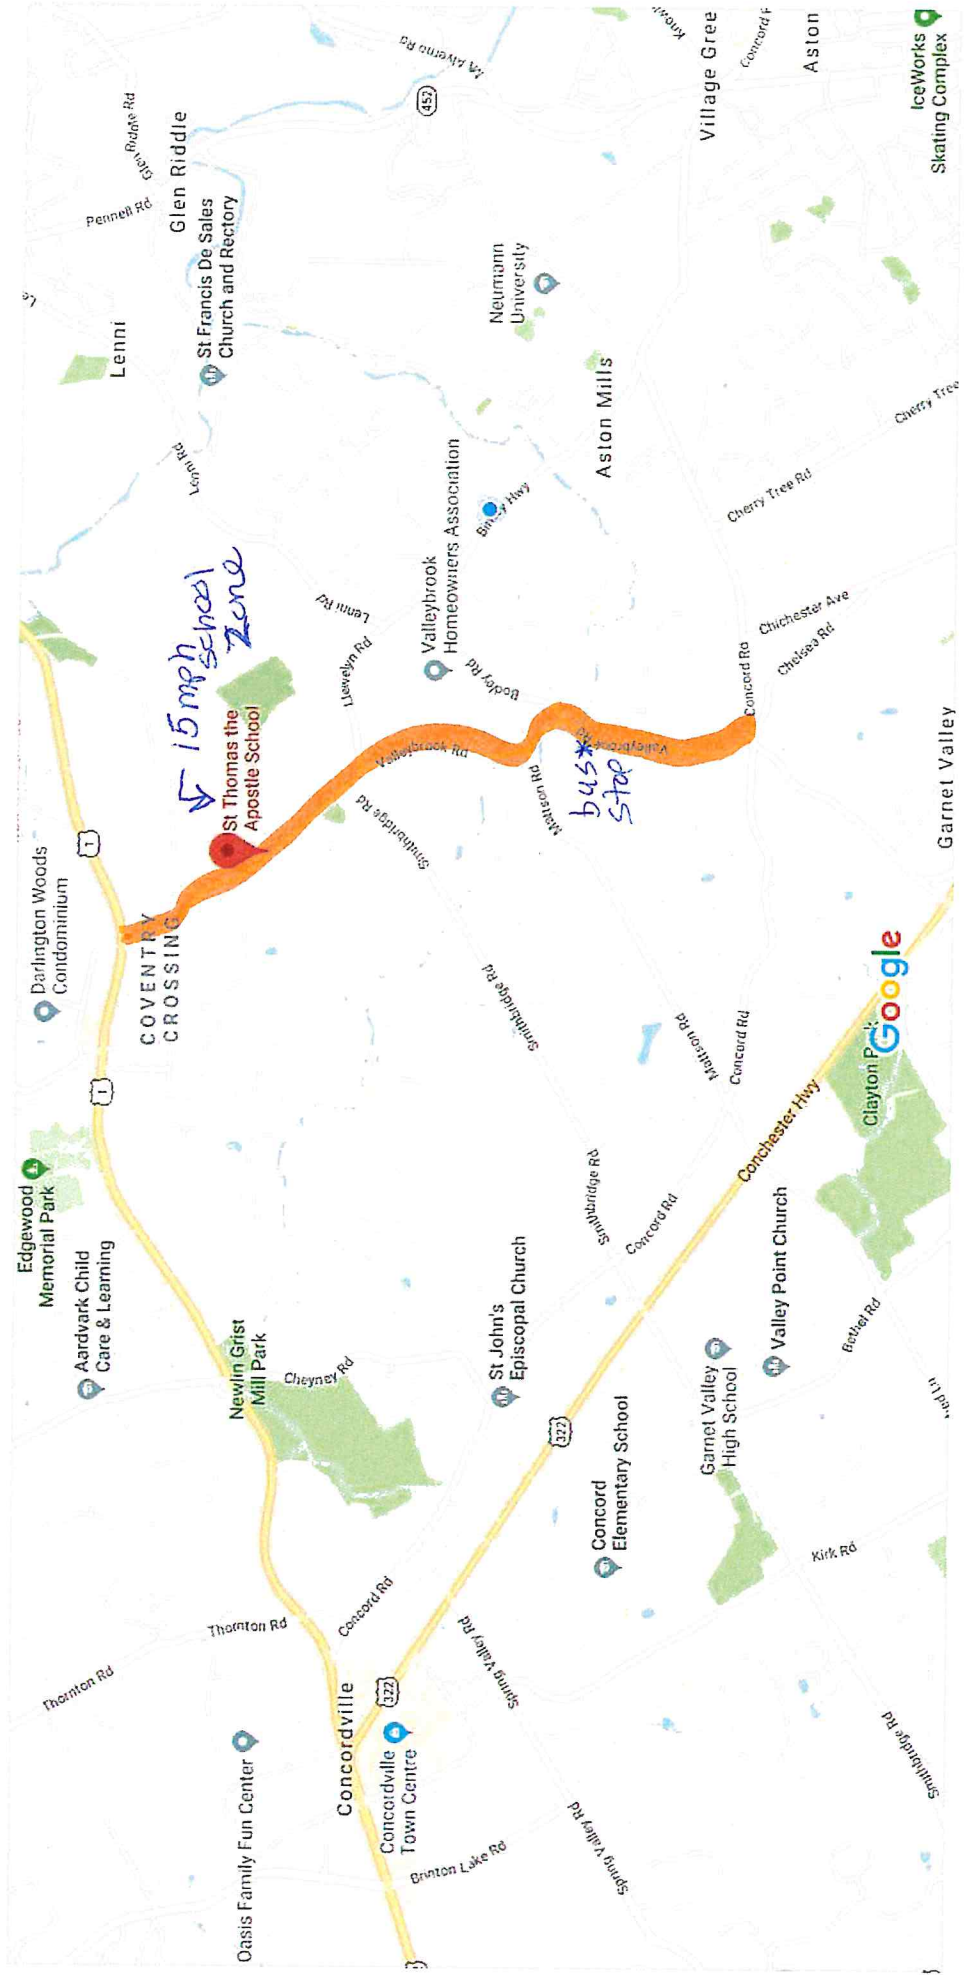 Thornton Rd
Thornton Rd
Oasis Family Fun Center
Concordville
Concordville
Town Centre
322
Brinton Lake Rd
Spring Valley Rd
Spring Valley Rd
Concord Rd
Smithbridge Rd
Kirk Rd
Edgewood
Memorial Park
Aardvark Child
Care & Learning
Newlin Grist
Mill Park
Cheyney Rd
St John's
Episcopal Church
322
Concord
Elementary School
Garnet Valley
High School
Valley Point Church
Bethel Rd
Smithbridge Rd
Concord Rd
Conchester Hwy
Darlington Woods
Condominium
1
1
COVENTRY
CROSSING
Smithbridge Rd
Mattson Rd
Concord Rd
Clayton P
Google
← 15 mph
school
zone
St Thomas the
Apostle School
Valleybrook Rd
Smithbridge Rd
Mattson Rd
bus *
stop
Valleybrook Rd
Llewelyn Rd
Lenni Rd
Valleybrook
Homeowners Association
Bodley Rd
Concord Rd
Chelsea Rd
Chichester Ave
Garnet Valley
Lenni
Lenni Rd
St Francis De Sales
Church and Rectory
Glen Riddle
Glen Riddle Rd
Pennell Rd
Hwy
Aston Mills
Neumann
University
Cherry Tree Rd
Cherry Tree
Mt Alverno Rd
452
Village Gree
Concord R
Aston
IceWorks
Skating Complex